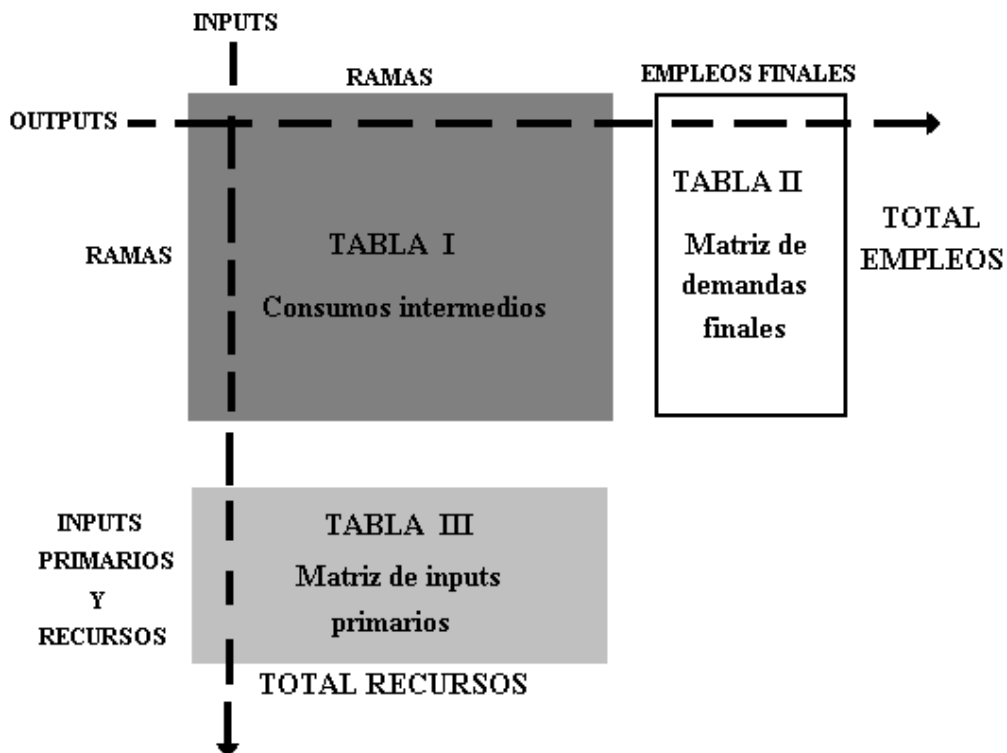 INPUTS
RAMAS
EMPLEOS FINALES
OUTPUTS
RAMAS
TABLA I
Consumos intermedios
TABLA II
Matriz de
demandas
finales
TOTAL
EMPLEOS
INPUTS
PRIMARIOS
Y
RECURSOS
TABLA III
Matriz de inputs
primarios
TOTAL RECURSOS